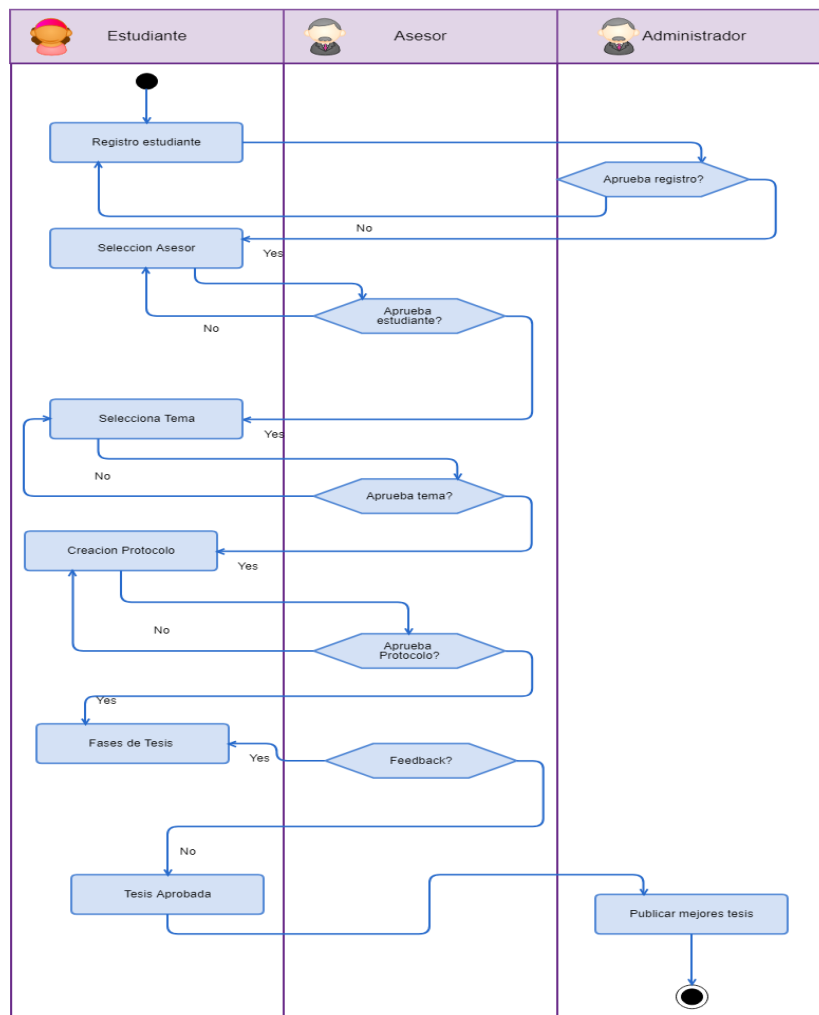 Estudiante
Asesor
Administrador
Registro estudiante
Aprueba registro?
No
Seleccion Asesor
Yes
Aprueba
estudiante?
No
Selecciona Tema
Yes
No
Aprueba tema?
Creacion Protocolo
Yes
No
Aprueba
Protocolo?
Yes
Fases de Tesis
Yes
Feedback?
No
Tesis Aprobada
Publicar mejores tesis